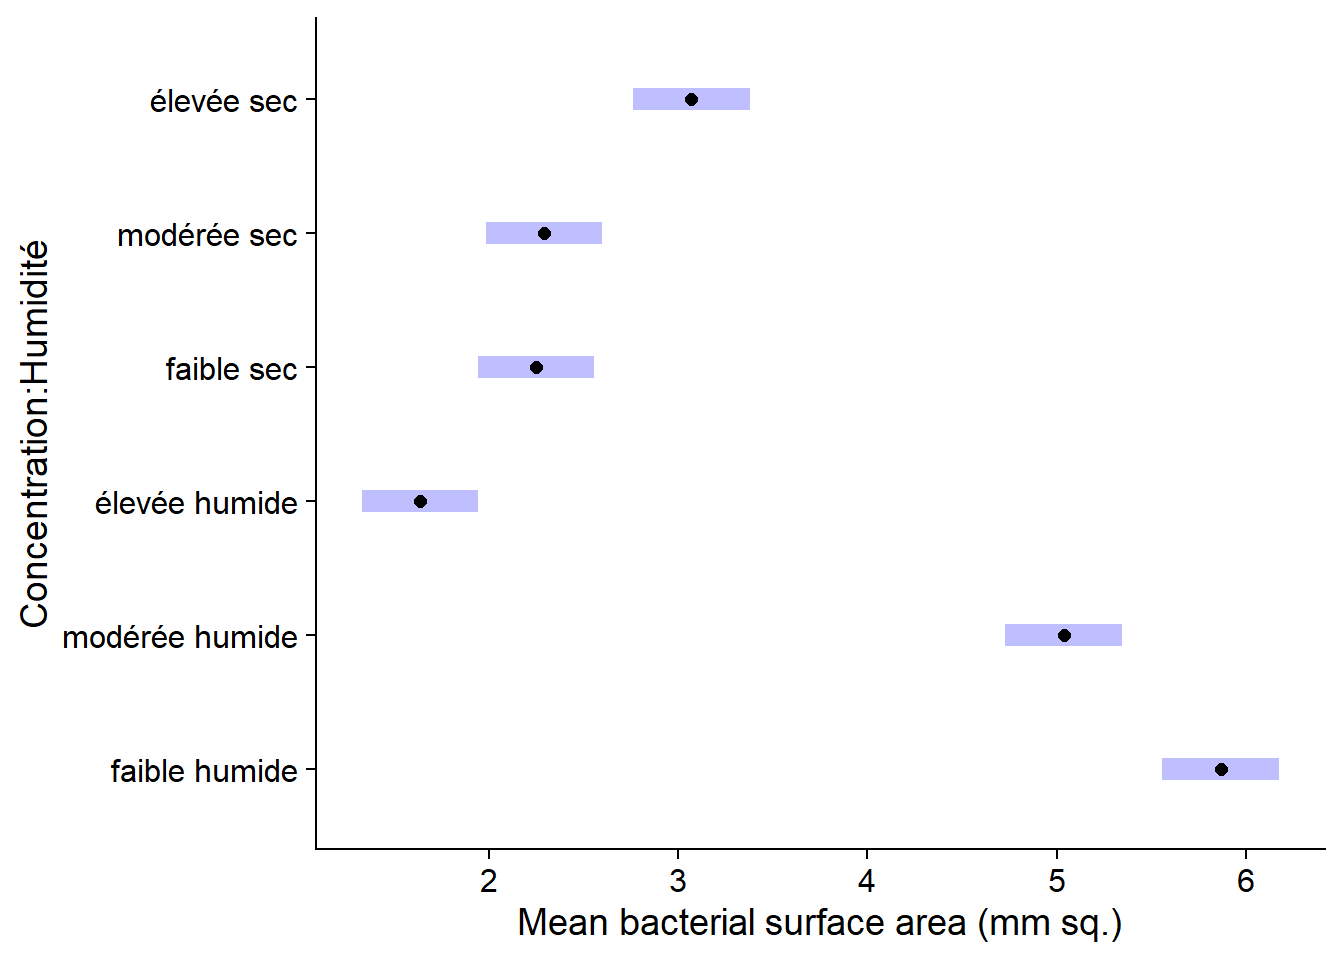 Concentration:Humidité
élevée sec
modérée sec
faible sec
élevée humide
modérée humide
faible humide
2 3 4 5 6
Mean bacterial surface area (mm sq.)